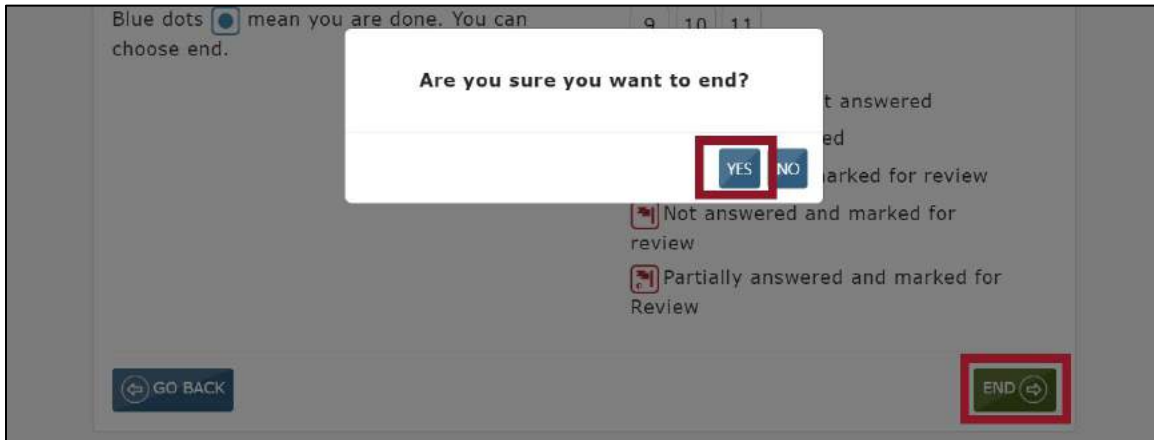 Blue dots mean you are done. You can
choose end.
9 10 11
Are you sure you want to end?
t answered
ed
YES NO
arked for review
Not answered and marked for
review
Partially answered and marked for
Review
GO BACK
END